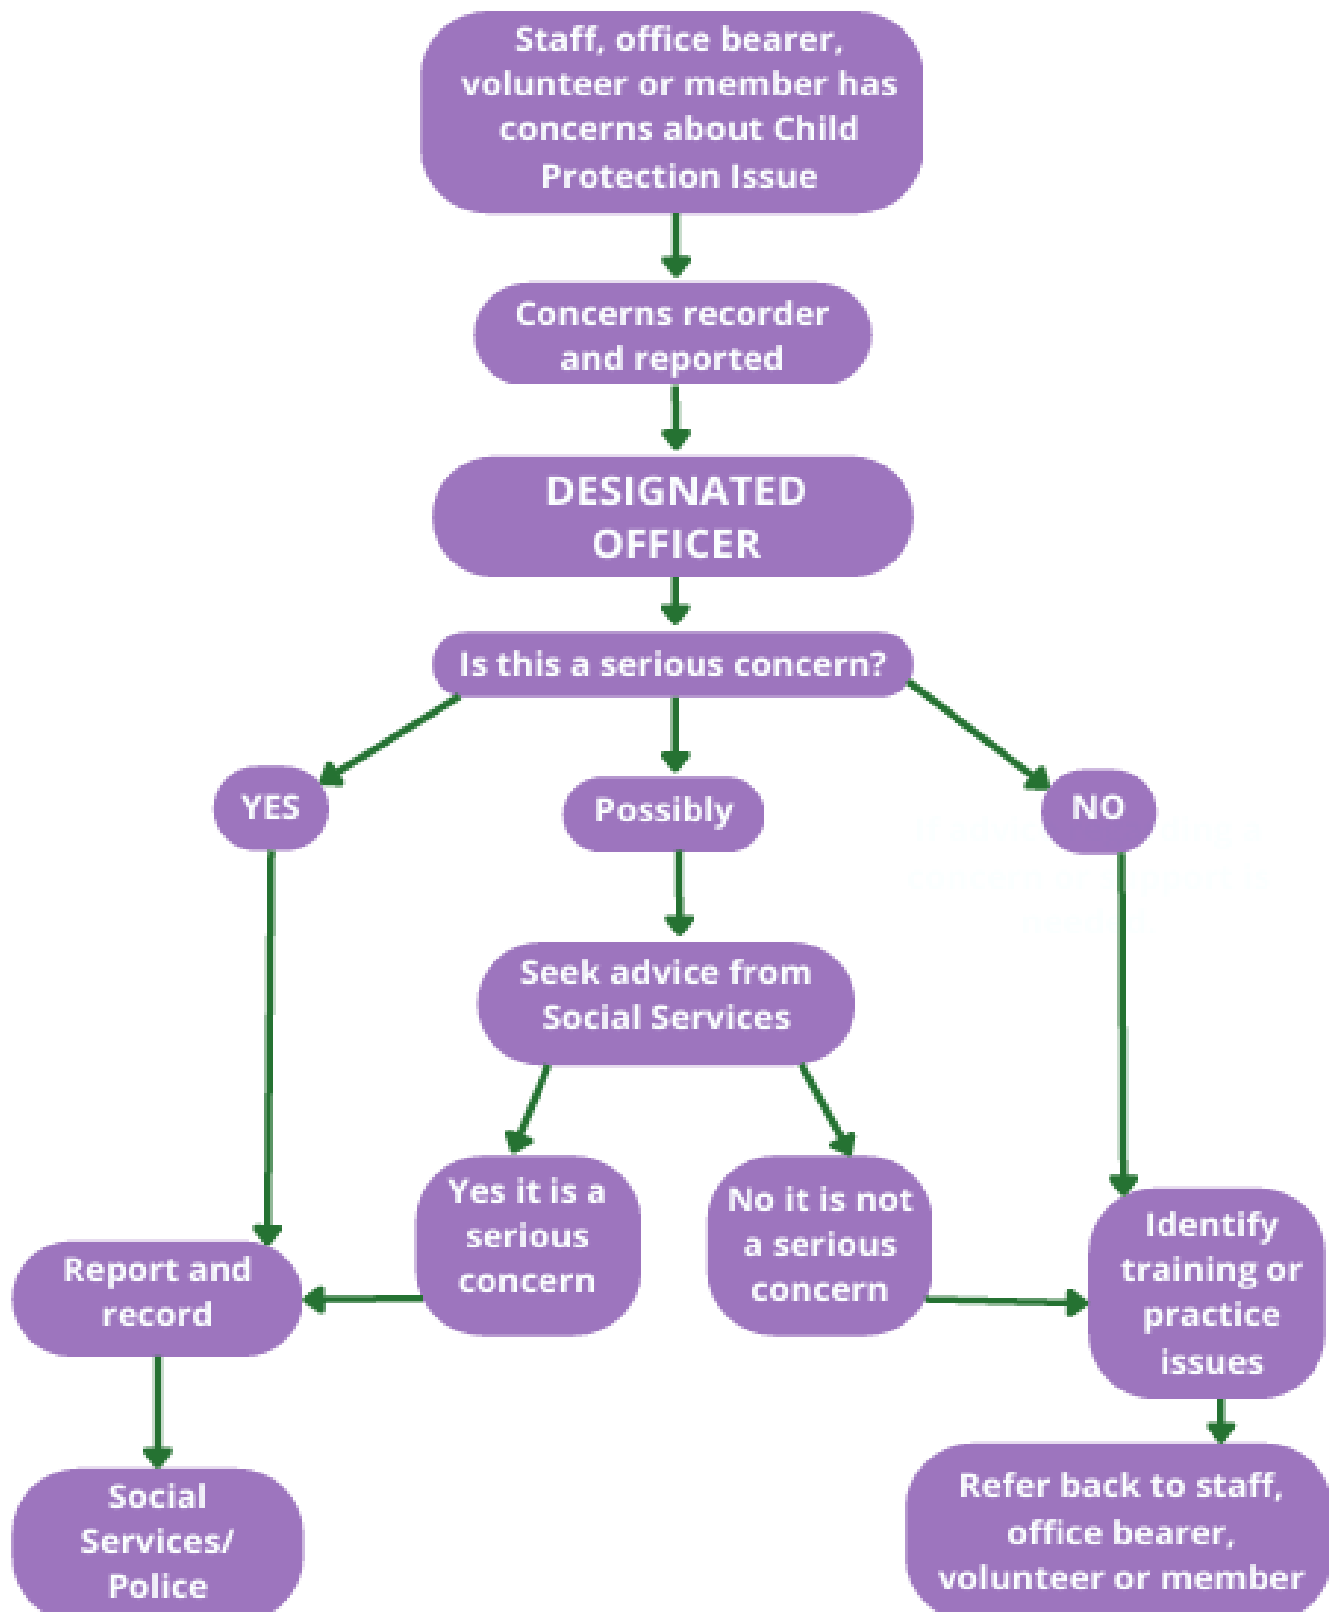 Staff, office bearer,
volunteer or member has
concerns about Child
Protection Issue
Concerns recorder
and reported
DESIGNATED
OFFICER
Is this a serious concern?
YES
Possibly
NO
Seek advice from
Social Services
Yes it is a
serious
concern
No it is not
a serious
concern
Report and
record
Identify
training or
practice
issues
Social
Services/
Police
Refer back to staff,
office bearer,
volunteer or member